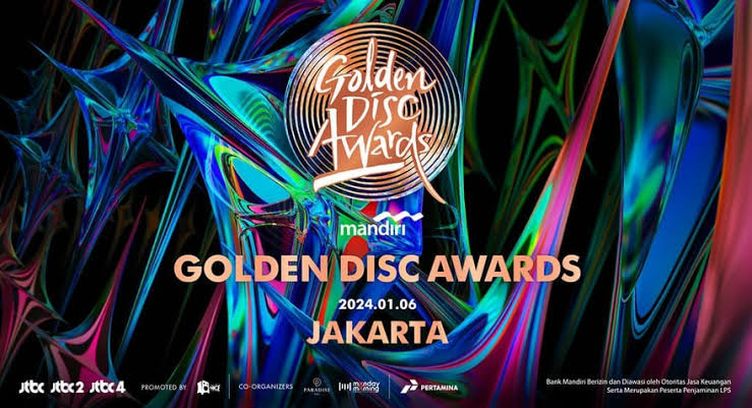 Golden
Disc
Awards
mandiri
GOLDEN DISC AWARDS
2024.01.06
JAKARTA
jtbc jtbc2 jtbc4 PROMOTED BY CO-ORGANIZERS PARADISE monday morning PERTAMINA
Bank Mandiri Berizin dan Diawasi oleh Otoritas Jasa Keuangan
Serta Merupakan Peserta Penjaminan LPS